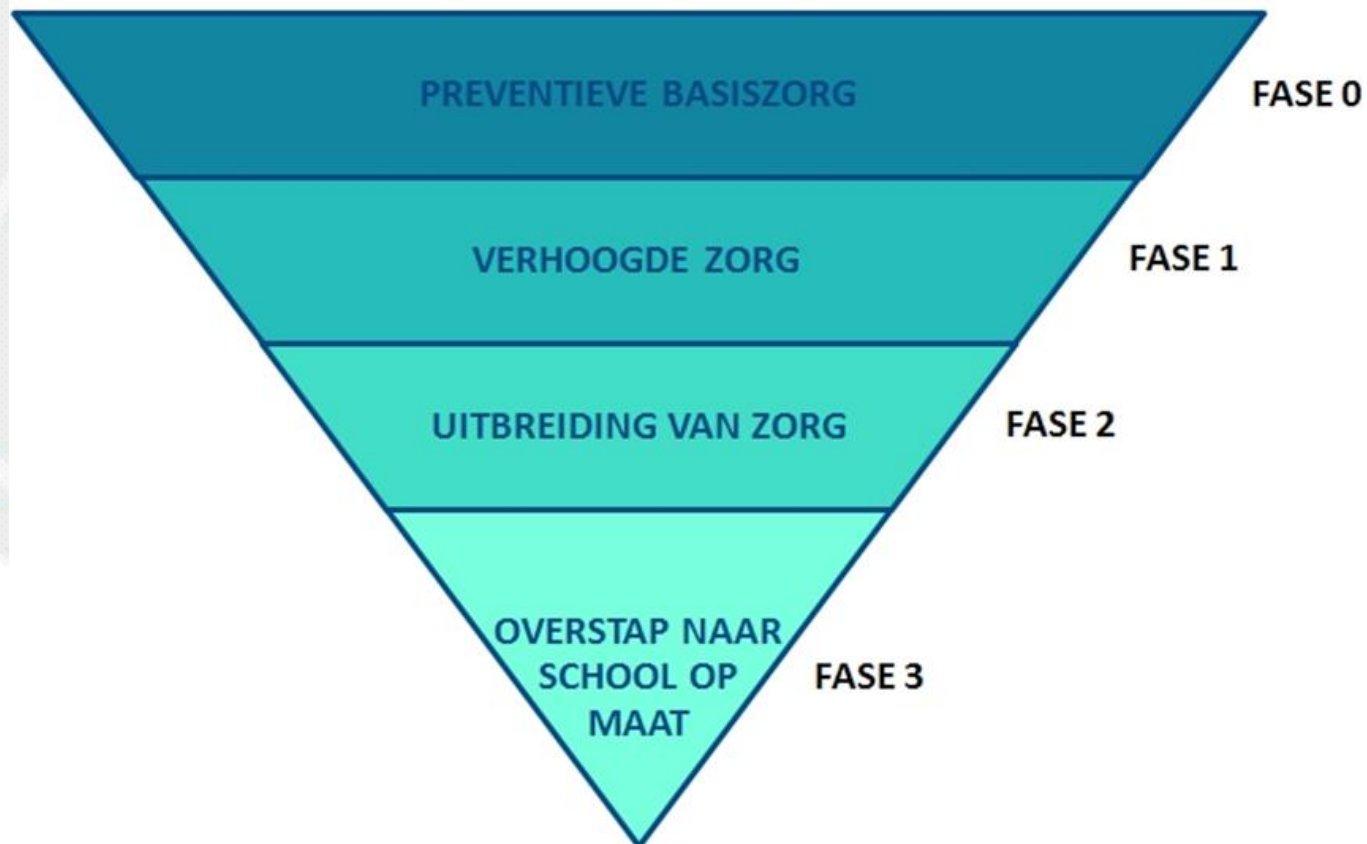 PREVENTIEVE BASISZORG
FASE 0
VERHOOGDE ZORG
FASE 1
UITBREIDING VAN ZORG
FASE 2
OVERSTAP NAAR
SCHOOL OP
MAAT
FASE 3